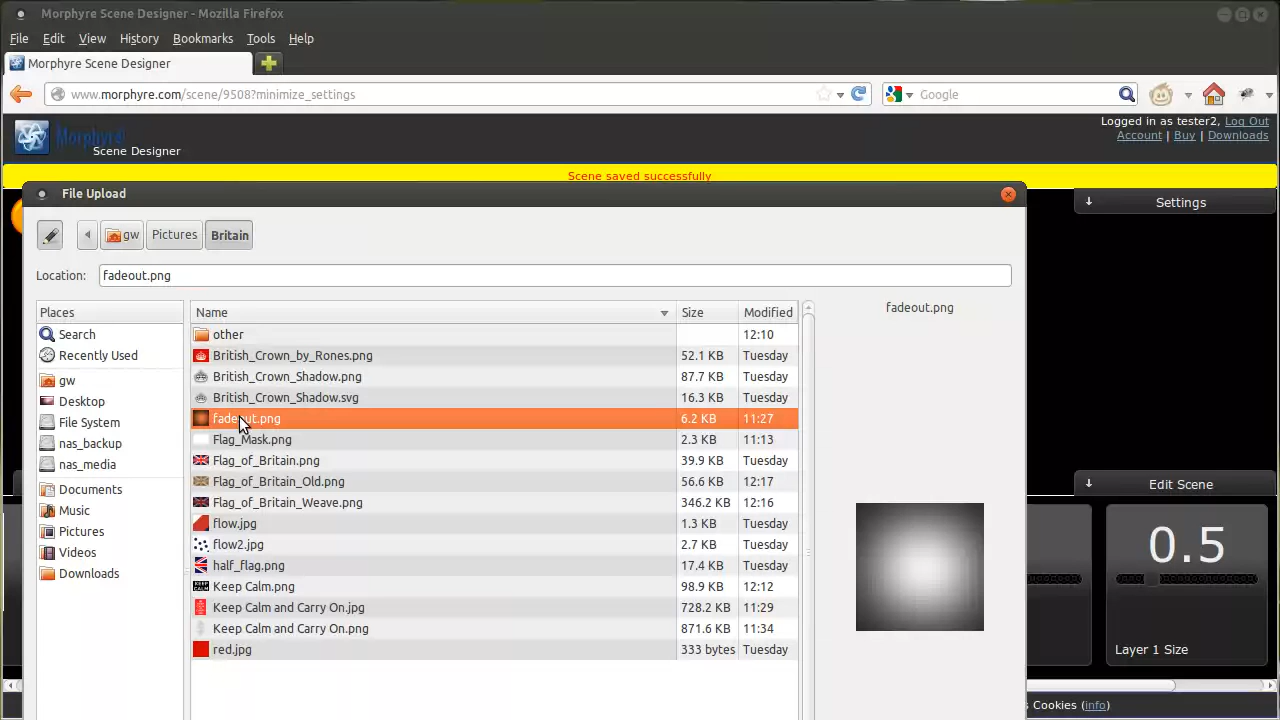 Morphyre Scene Designer - Mozilla Firefox
File Edit View History Bookmarks Tools Help
Morphyre Scene Designer
www.morphyre.com/scene/9508?minimize_settings
Google
Morphyre
Scene Designer
Logged in as tester2, Log Out
Account | Buy | Downloads
Scene saved successfully
File Upload
Settings
gw Pictures Britain
Location: fadeout.png
Places
Search
Recently Used
gw
Desktop
File System
nas_backup
nas_media
Documents
Music
Pictures
Videos
Downloads
Name Size Modified
other 12:10
British_Crown_by_Rones.png 52.1 KB Tuesday
British_Crown_Shadow.png 87.7 KB Tuesday
British_Crown_Shadow.svg 16.3 KB Tuesday
fadeout.png 6.2 KB 11:27
Flag_Mask.png 2.3 KB 11:13
Flag_of_Britain.png 39.9 KB Tuesday
Flag_of_Britain_Old.png 56.6 KB 12:17
Flag_of_Britain_Weave.png 346.2 KB 12:16
flow.jpg 1.3 KB Tuesday
flow2.jpg 2.7 KB Tuesday
half_flag.png 17.4 KB Tuesday
Keep Calm.png 98.9 KB 12:12
Keep Calm and Carry On.jpg 728.2 KB 11:29
Keep Calm and Carry On.png 871.6 KB 11:34
red.jpg 333 bytes Tuesday
fadeout.png
Edit Scene
0.5
Layer 1 Size
Cookies (info)